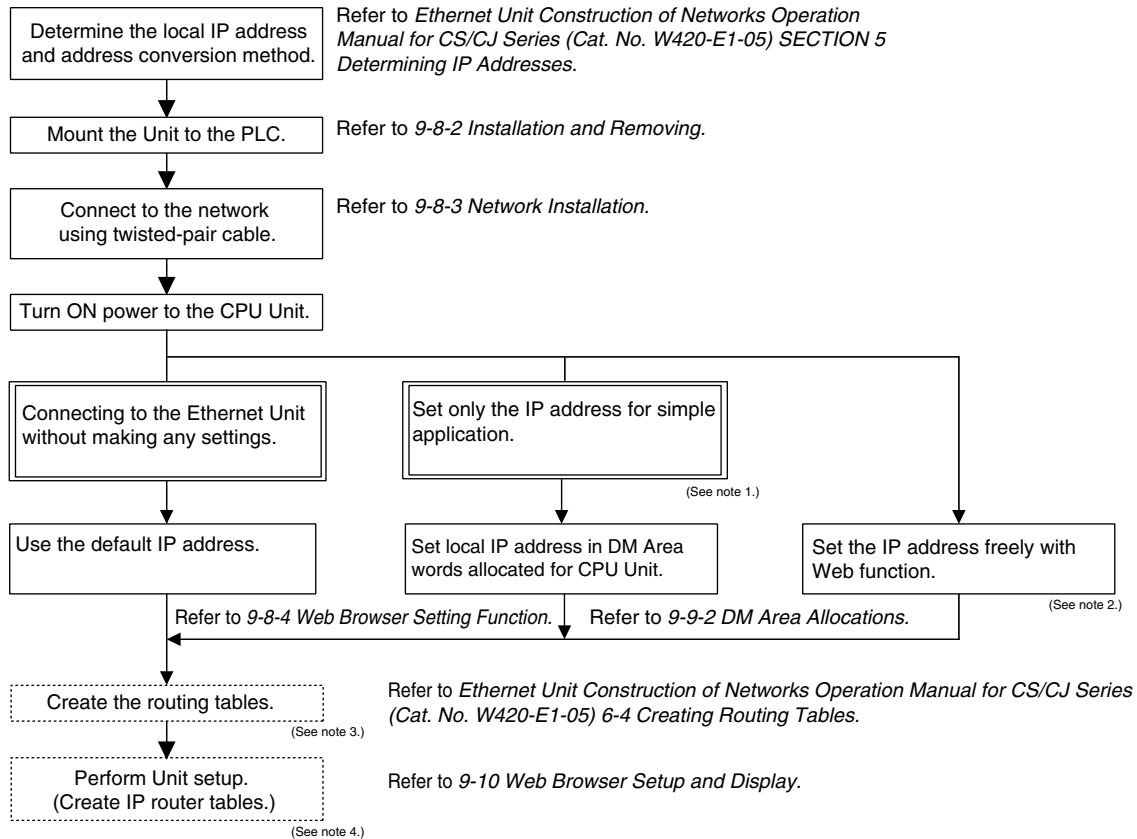 Determine the local IP address
and address conversion method.
Refer to Ethernet Unit Construction of Networks Operation
Manual for CS/CJ Series (Cat. No. W420-E1-05) SECTION 5
Determining IP Addresses.
Mount the Unit to the PLC.
Refer to 9-8-2 Installation and Removing.
Connect to the network
using twisted-pair cable.
Refer to 9-8-3 Network Installation.
Turn ON power to the CPU Unit.
Connecting to the Ethernet Unit
without making any settings.
Set only the IP address for simple
application.
(See note 1.)
Use the default IP address.
Set local IP address in DM Area
words allocated for CPU Unit.
Set the IP address freely with
Web function.
(See note 2.)
Refer to 9-8-4 Web Browser Setting Function.
Refer to 9-9-2 DM Area Allocations.
Create the routing tables.
(See note 3.)
Refer to Ethernet Unit Construction of Networks Operation Manual for CS/CJ Series
(Cat. No. W420-E1-05) 6-4 Creating Routing Tables.
Perform Unit setup.
(Create IP router tables.)
(See note 4.)
Refer to 9-10 Web Browser Setup and Display.